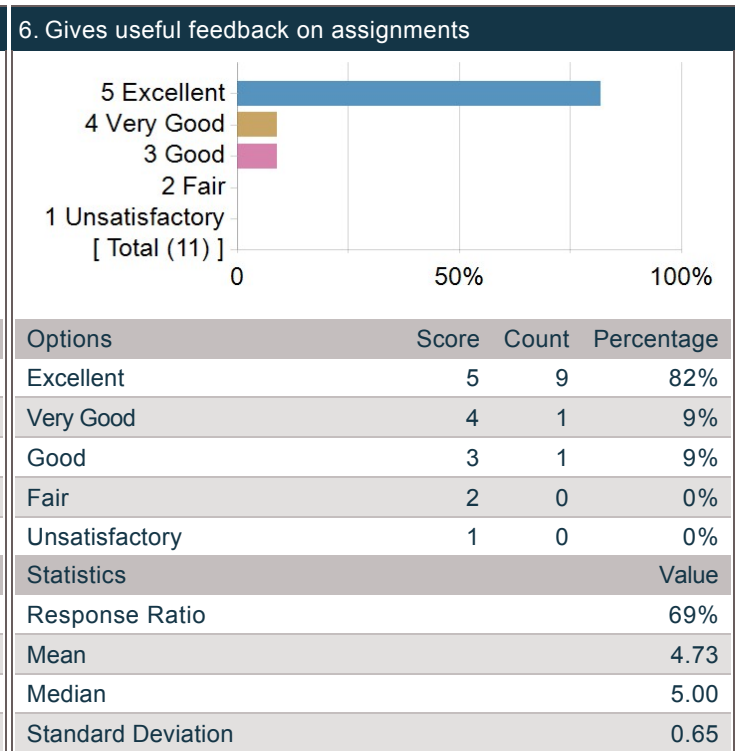 6. Gives useful feedback on assignments
5 Excellent
4 Very Good
3 Good
2 Fair
1 Unsatisfactory
[ Total (11) ]
0 50% 100%
Options Score Count Percentage
Excellent 5 9 82%
Very Good 4 1 9%
Good 3 1 9%
Fair 2 0 0%
Unsatisfactory 1 0 0%
Statistics Value
Response Ratio 69%
Mean 4.73
Median 5.00
Standard Deviation 0.65